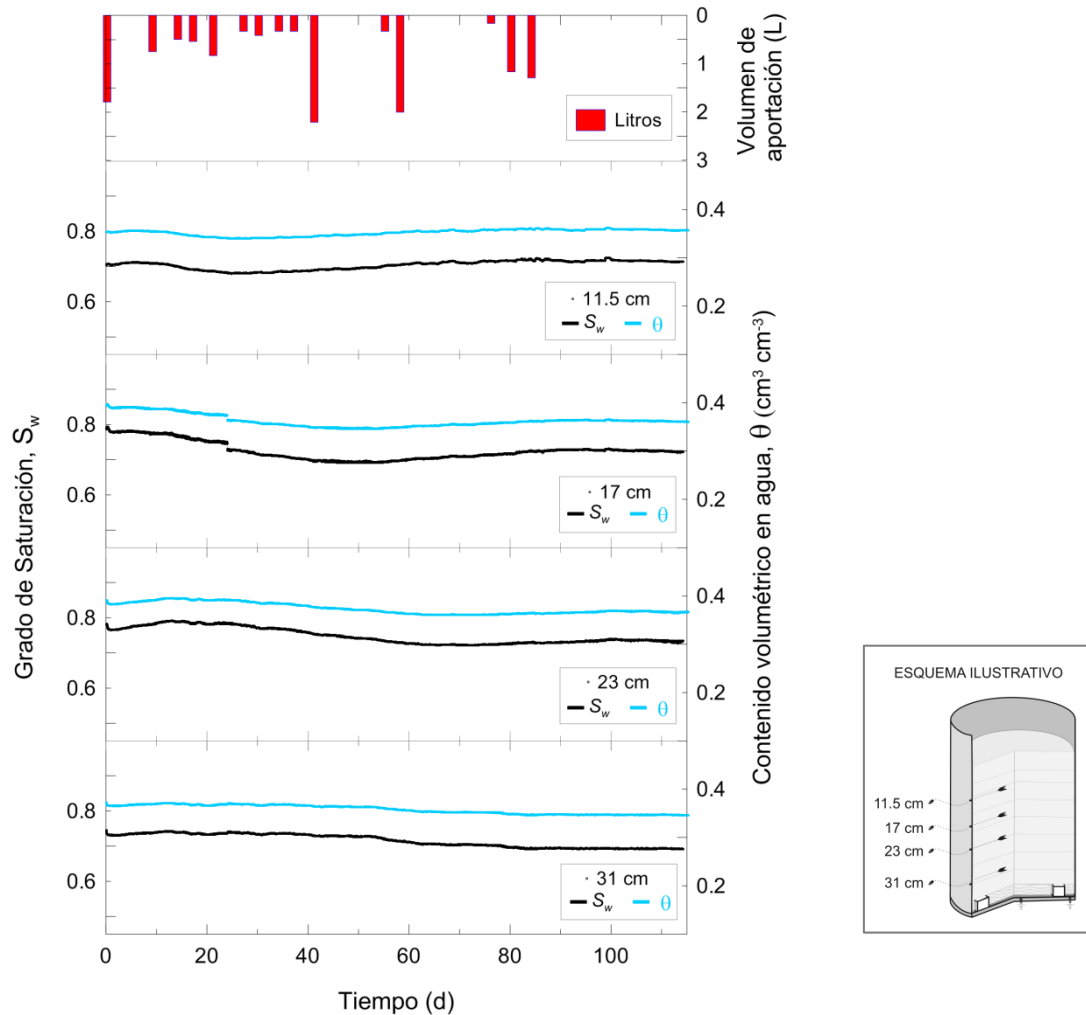 0
1
2
3
Volumen de
aportación (L)
Litros
0.8
0.6
0.4
0.2
11.5 cm
Sw θ
0.8
0.6
0.4
0.2
17 cm
Sw θ
0.8
0.6
0.4
0.2
23 cm
Sw θ
0.8
0.6
0.4
0.2
31 cm
Sw θ
Grado de Saturación, Sw
Contenido volumétrico en agua, θ (cm³ cm⁻³)
0 20 40 60 80 100
Tiempo (d)
ESQUEMA ILUSTRATIVO
11.5 cm
17 cm
23 cm
31 cm